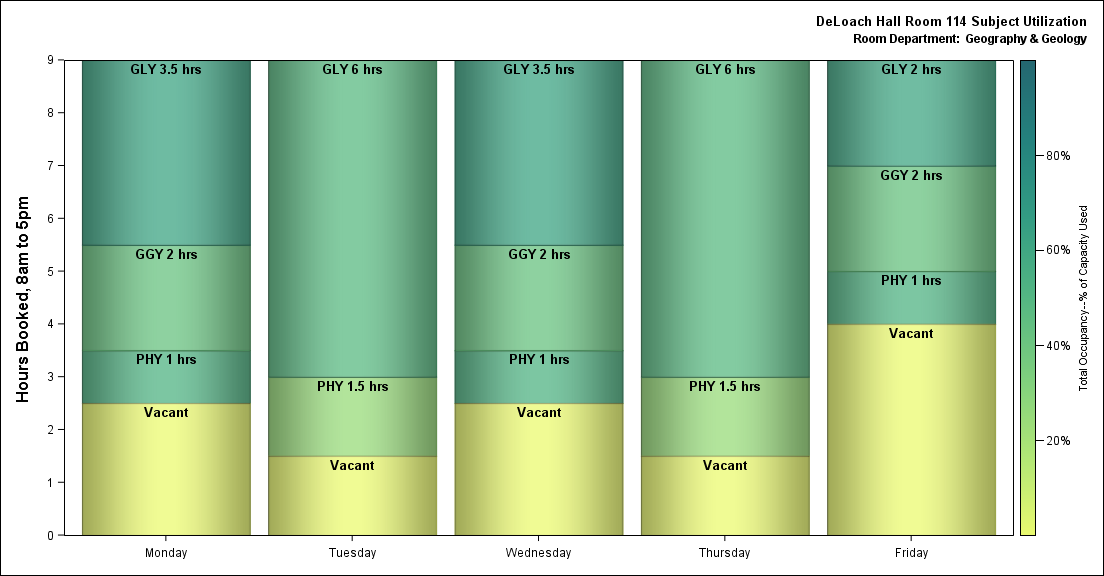 DeLoach Hall Room 114 Subject Utilization
Room Department: Geography & Geology
Hours Booked, 8am to 5pm
9
8
7
6
5
4
3
2
1
0
GLY 3.5 hrs
GGY 2 hrs
PHY 1 hrs
Vacant
Monday
GLY 6 hrs
PHY 1.5 hrs
Vacant
Tuesday
GLY 3.5 hrs
GGY 2 hrs
PHY 1 hrs
Vacant
Wednesday
GLY 6 hrs
PHY 1.5 hrs
Vacant
Thursday
GLY 2 hrs
GGY 2 hrs
PHY 1 hrs
Vacant
Friday
80%
60%
40%
20%
Total Occupancy--% of Capacity Used